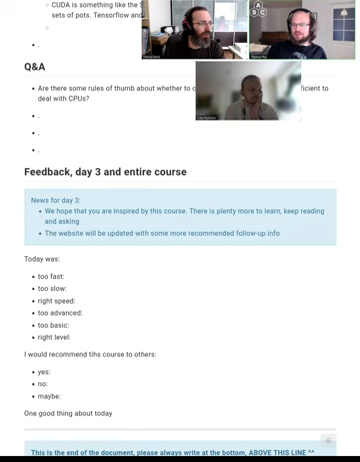 CUDA is something like the S
sets of pots. Tensorflow and
Q&A
Are there some rules of thumb about whether to c
ficient to
deal with CPUs?
.
.
.
Feedback, day 3 and entire course
News for day 3:
We hope that you are inspired by this course. There is plenty more to learn, keep reading
and asking
The website will be updated with some more recommended follow-up info
Today was:
too fast:
too slow:
right speed:
too advanced:
too basic:
right level:
I would recommend tihs course to others:
yes:
no:
maybe:
One good thing about today
This is the end of the document, please always write at the bottom, ABOVE THIS LINE ^^